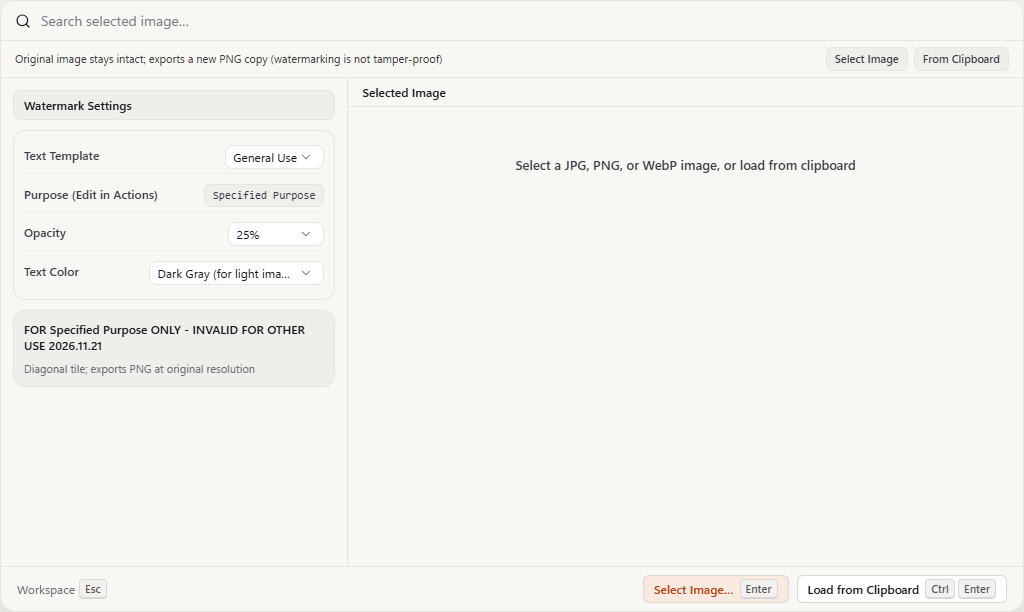 Search selected image...
Original image stays intact; exports a new PNG copy (watermarking is not tamper-proof)
Select Image
From Clipboard
Watermark Settings
Selected Image
Text Template
General Use
Select a JPG, PNG, or WebP image, or load from clipboard
Purpose (Edit in Actions)
Specified Purpose
Opacity
25%
Text Color
Dark Gray (for light ima...
FOR Specified Purpose ONLY - INVALID FOR OTHER
USE 2026.11.21
Diagonal tile; exports PNG at original resolution
Workspace Esc
Select Image... Enter
Load from Clipboard Ctrl Enter